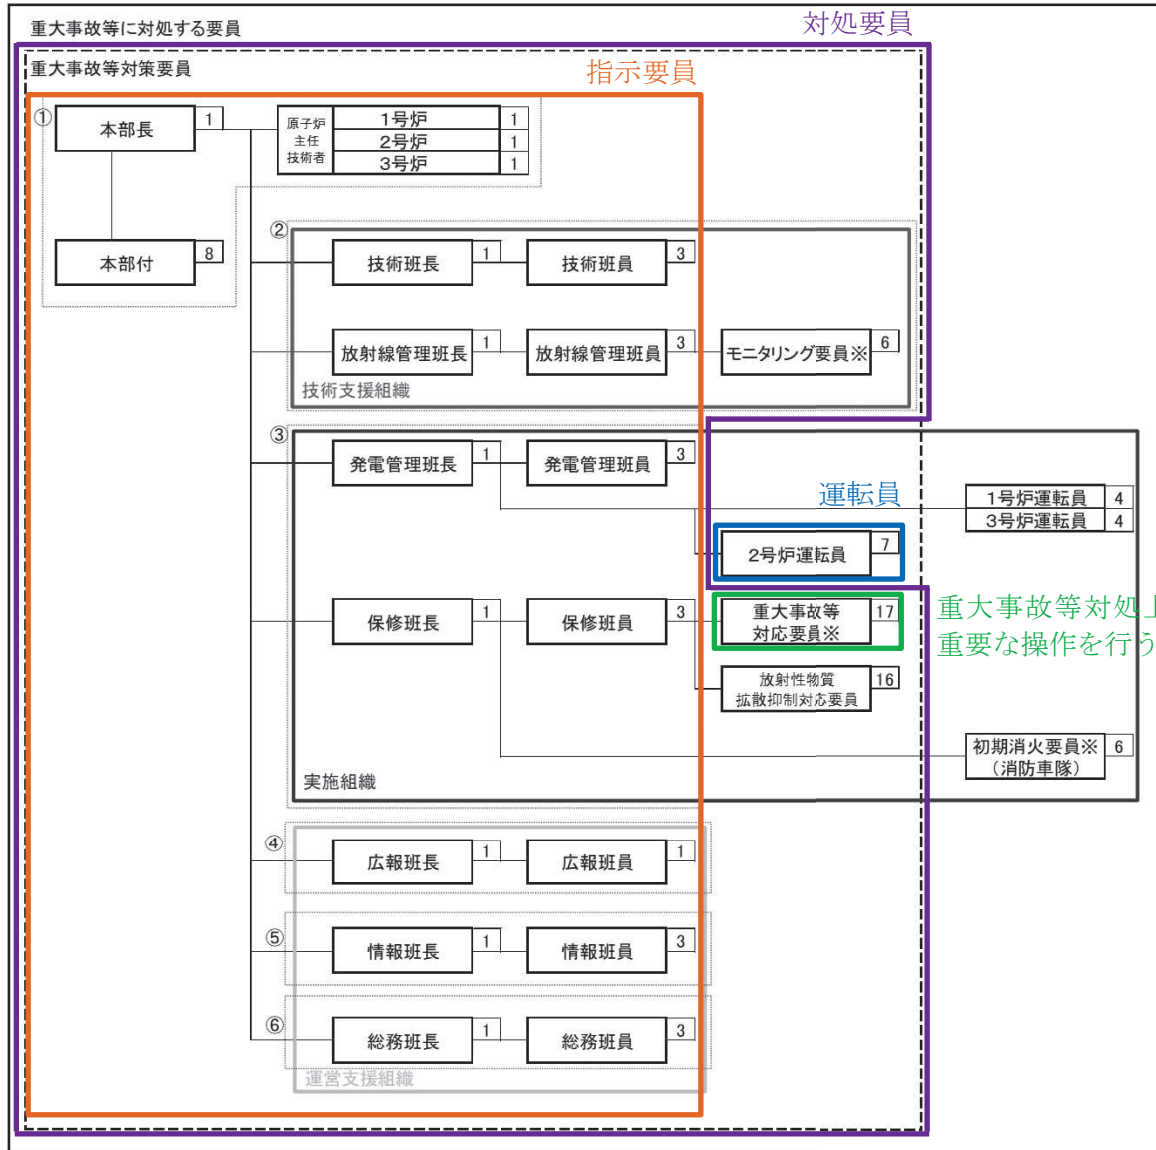 重大事故等に対処する要員
対処要員
重大事故等対策要員
指示要員
①
本部長
1
原子炉
主任
技術者
1号炉
1
2号炉
1
3号炉
1
本部付
8
②
技術班長
1
技術班員
3
放射線管理班長
1
放射線管理班員
3
モニタリング要員※
6
技術支援組織
③
発電管理班長
1
発電管理班員
3
運転員
1号炉運転員
4
3号炉運転員
4
2号炉運転員
7
保修班長
1
保修班員
3
重大事故等
対応要員※
17
重大事故等対処上
重要な操作を行う
放射性物質
拡散抑制対応要員
16
初期消火要員※
(消防車隊)
6
実施組織
④
広報班長
1
広報班員
1
⑤
情報班長
1
情報班員
3
⑥
総務班長
1
総務班員
3
運営支援組織